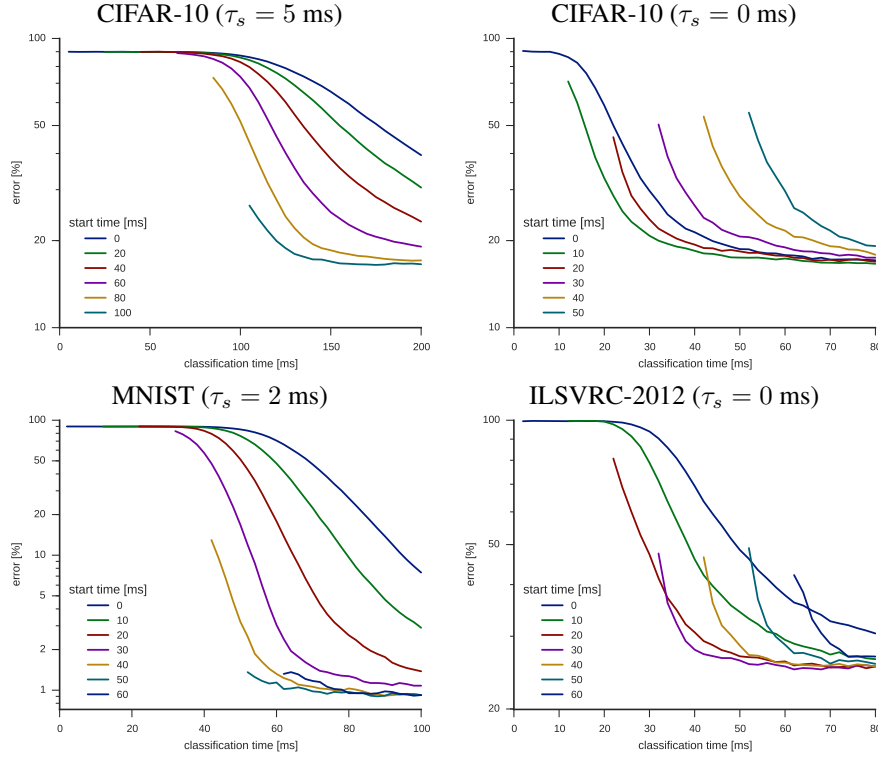 CIFAR-10 (τs = 5 ms)
100
50
20
10
error [%]
start time [ms]
0
20
40
60
80
100
0 50 100 150 200
classification time [ms]
CIFAR-10 (τs = 0 ms)
100
50
20
10
error [%]
start time [ms]
0
10
20
30
40
50
0 10 20 30 40 50 60 70 80
classification time [ms]
MNIST (τs = 2 ms)
100
50
20
10
5
2
1
error [%]
start time [ms]
0
10
20
30
40
50
60
0 20 40 60 80 100
classification time [ms]
ILSVRC-2012 (τs = 0 ms)
100
50
20
error [%]
start time [ms]
0
10
20
30
40
50
60
0 10 20 30 40 50 60 70 80
classification time [ms]